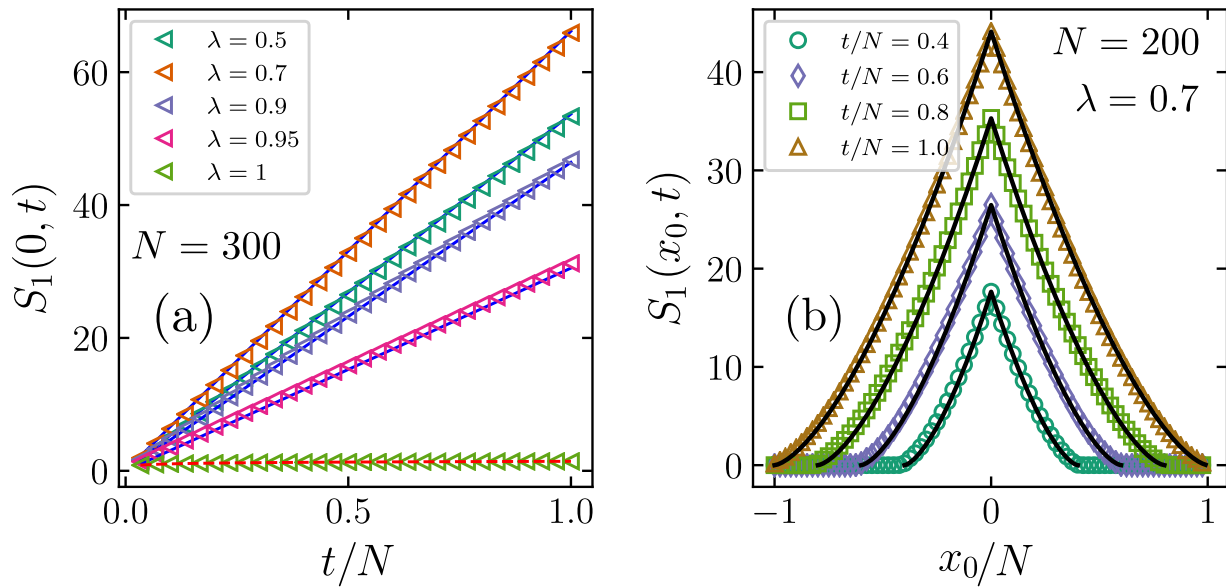 λ = 0.5
λ = 0.7
λ = 0.9
λ = 0.95
λ = 1
N = 300
(a)
60
40
20
0
0.0
0.5
1.0
S₁(0, t)
t/N
t/N = 0.4
t/N = 0.6
t/N = 0.8
t/N = 1.0
N = 200
λ = 0.7
(b)
40
30
20
10
0
−1
0
1
S₁(x₀, t)
x₀/N